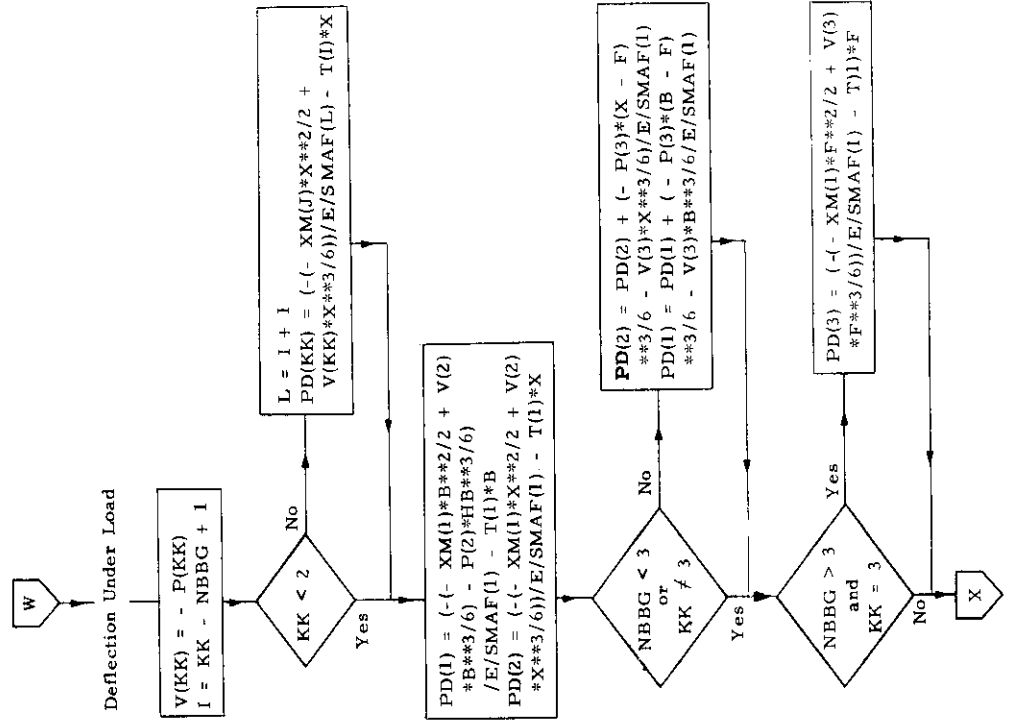 W
Deflection Under Load
V(KK) = - P(KK)
I = KK - NBBG + 1
KK < 2
No
Yes
L = I + 1
PD(KK) = (-(- XM(J)*X**2/2 +
V(KK)*X**3/6))/E/SMAF(L) - T(I)*X
PD(1) = (-(- XM(1)*B**2/2 + V(2)
*B**3/6) - P(2)*HB**3/6)
/E/SMAF(1) - T(1)*B
PD(2) = (-(- XM(1)*X**2/2 + V(2)
*X**3/6))/E/SMAF(1) - T(1)*X
NBBG < 3
or
KK ≠ 3
No
Yes
PD(2) = PD(2) + (- P(3)*(X - F)
**3/6 - V(3)*X**3/6)/E/SMAF(1)
PD(1) = PD(1) + ( - P(3)*(B - F)
**3/6 - V(3)*B**3/6/E/SMAF(1)
NBBG > 3
and
KK = 3
Yes
No
PD(3) = (-(- XM(1)*F**2/2 + V(3)
*F**3/6))/E/SMAF(1) - T(1)*F
X